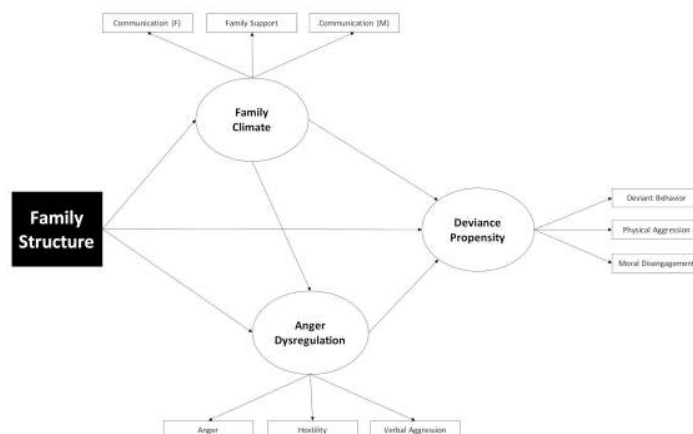 Communication (F)
Family Support
Communication (M)
Family
Climate
Family
Structure
Deviance
Propensity
Deviant Behavior
Physical Aggression
Moral Disengagement
Anger
Dysregulation
Anger
Hostility
Verbal Aggression